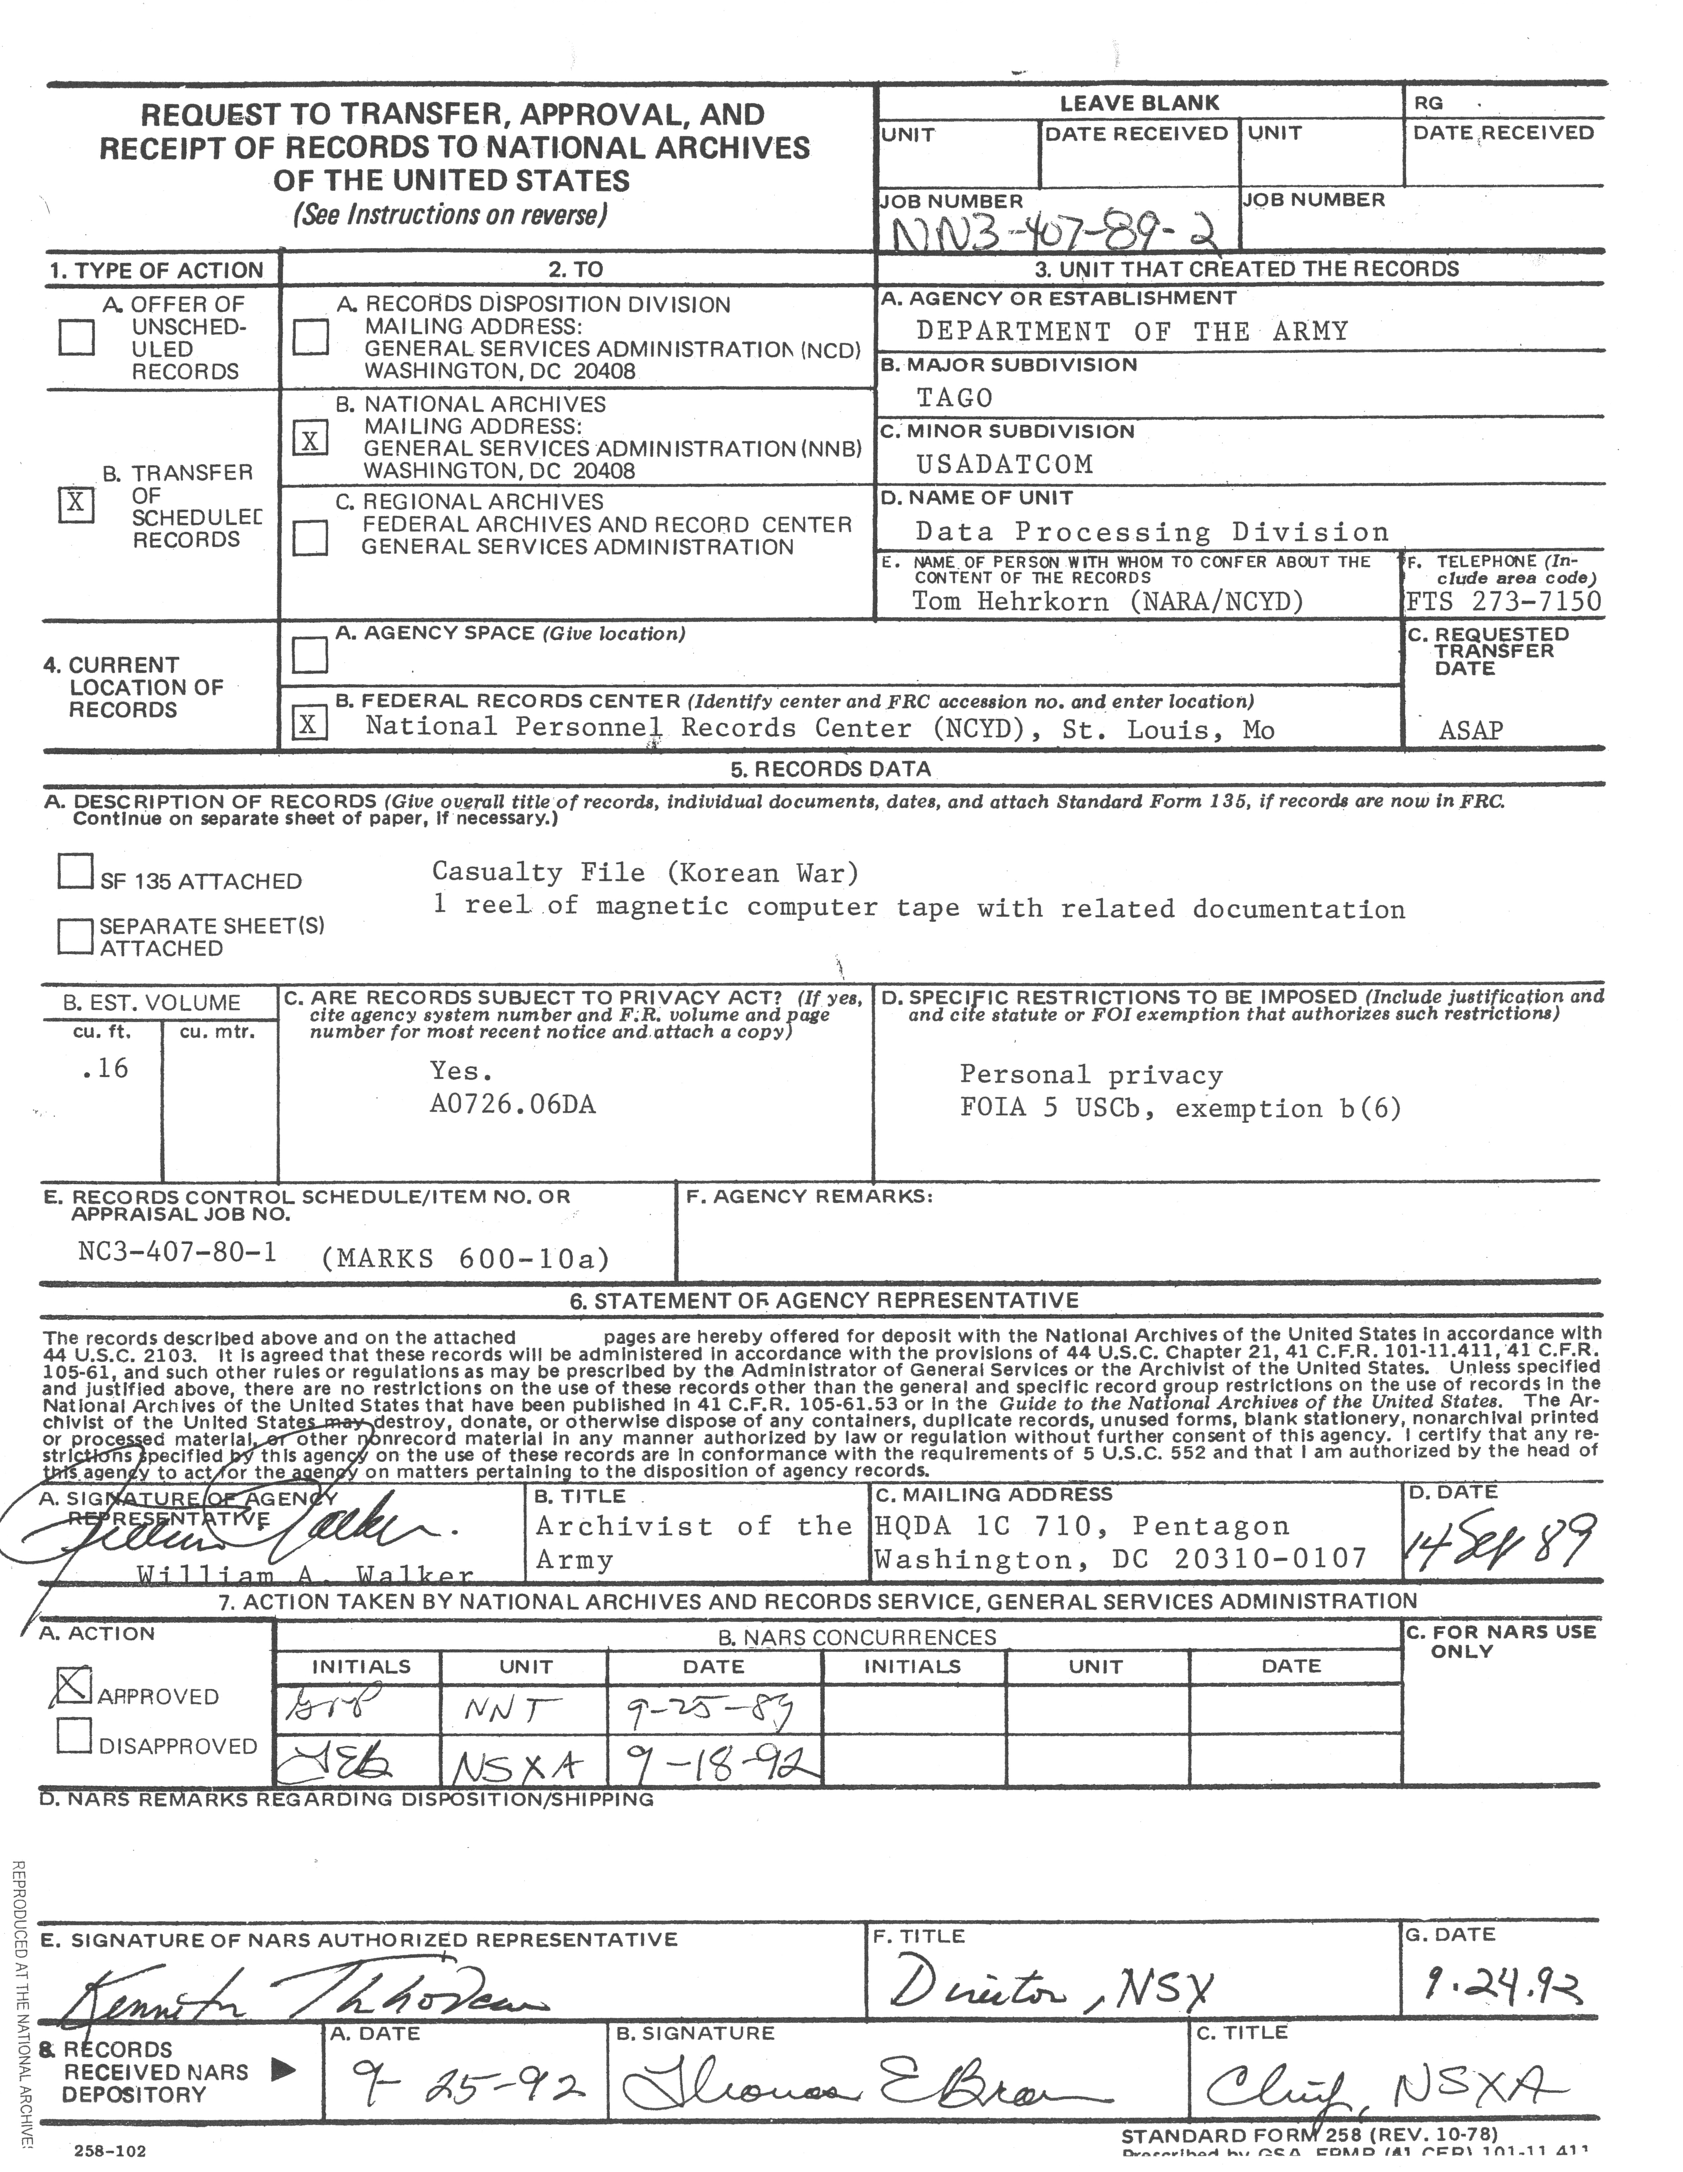 REQUEST TO TRANSFER, APPROVAL, AND
RECEIPT OF RECORDS TO NATIONAL ARCHIVES
OF THE UNITED STATES
(See Instructions on reverse)
LEAVE BLANK
RG
UNIT
DATE RECEIVED
UNIT
DATE RECEIVED
JOB NUMBER
NN3-407-89-2
JOB NUMBER
1. TYPE OF ACTION
A. OFFER OF
UNSCHED-
ULED
RECORDS
X
B. TRANSFER
OF
SCHEDULED
RECORDS
2. TO
A. RECORDS DISPOSITION DIVISION
MAILING ADDRESS:
GENERAL SERVICES ADMINISTRATION (NCD)
WASHINGTON, DC 20408
X
B. NATIONAL ARCHIVES
MAILING ADDRESS:
GENERAL SERVICES ADMINISTRATION (NNB)
WASHINGTON, DC 20408
C. REGIONAL ARCHIVES
FEDERAL ARCHIVES AND RECORD CENTER
GENERAL SERVICES ADMINISTRATION
3. UNIT THAT CREATED THE RECORDS
A. AGENCY OR ESTABLISHMENT
DEPARTMENT OF THE ARMY
B. MAJOR SUBDIVISION
TAGO
C. MINOR SUBDIVISION
USADATCOM
D. NAME OF UNIT
Data Processing Division
E. NAME OF PERSON WITH WHOM TO CONFER ABOUT THE
CONTENT OF THE RECORDS
Tom Hehrkorn (NARA/NCYD)
F. TELEPHONE (In-
clude area code)
FTS 273-7150
4. CURRENT
LOCATION OF
RECORDS
A. AGENCY SPACE (Give location)
X
B. FEDERAL RECORDS CENTER (Identify center and FRC accession no. and enter location)
National Personnel Records Center (NCYD), St. Louis, Mo
C. REQUESTED
TRANSFER
DATE
ASAP
5. RECORDS DATA
A. DESCRIPTION OF RECORDS (Give overall title of records, individual documents, dates, and attach Standard Form 135, if records are now in FRC.
Continue on separate sheet of paper, if necessary.)
SF 135 ATTACHED
SEPARATE SHEET(S)
ATTACHED
Casualty File (Korean War)
1 reel of magnetic computer tape with related documentation
B. EST. VOLUME
cu. ft.
cu. mtr.
.16
C. ARE RECORDS SUBJECT TO PRIVACY ACT? (If yes,
cite agency system number and F.R. volume and page
number for most recent notice and attach a copy)
Yes.
A0726.06DA
D. SPECIFIC RESTRICTIONS TO BE IMPOSED (Include justification and
and cite statute or FOI exemption that authorizes such restrictions)
Personal privacy
FOIA 5 USCb, exemption b(6)
E. RECORDS CONTROL SCHEDULE/ITEM NO. OR
APPRAISAL JOB NO.
NC3-407-80-1 (MARKS 600-10a)
F. AGENCY REMARKS:
6. STATEMENT OF AGENCY REPRESENTATIVE
The records described above and on the attached pages are hereby offered for deposit with the National Archives of the United States in accordance with
44 U.S.C. 2103. It is agreed that these records will be administered in accordance with the provisions of 44 U.S.C. Chapter 21, 41 C.F.R. 101-11.411, 41 C.F.R.
105-61, and such other rules or regulations as may be prescribed by the Administrator of General Services or the Archivist of the United States. Unless specified
and justified above, there are no restrictions on the use of these records other than the general and specific record group restrictions on the use of records in the
National Archives of the United States that have been published in 41 C.F.R. 105-61.53 or in the Guide to the National Archives of the United States. The Ar-
chivist of the United States may destroy, donate, or otherwise dispose of any containers, duplicate records, unused forms, blank stationery, nonarchival printed
or processed material, or other nonrecord material in any manner authorized by law or regulation without further consent of this agency. I certify that any re-
strictions specified by this agency on the use of these records are in conformance with the requirements of 5 U.S.C. 552 and that I am authorized by the head of
this agency to act for the agency on matters pertaining to the disposition of agency records.
A. SIGNATURE OF AGENCY
REPRESENTATIVE
William A. Walker
B. TITLE
Archivist of the
Army
C. MAILING ADDRESS
HQDA 1C 710, Pentagon
Washington, DC 20310-0107
D. DATE
14 Sep 89
7. ACTION TAKEN BY NATIONAL ARCHIVES AND RECORDS SERVICE, GENERAL SERVICES ADMINISTRATION
A. ACTION
X APPROVED
DISAPPROVED
B. NARS CONCURRENCES
INITIALS UNIT DATE INITIALS UNIT DATE
NNT 9-25-89
NSXA 9-18-92
C. FOR NARS USE
ONLY
D. NARS REMARKS REGARDING DISPOSITION/SHIPPING
E. SIGNATURE OF NARS AUTHORIZED REPRESENTATIVE
Kenneth
F. TITLE
Director, NSX
G. DATE
9.24.92
8. RECORDS
RECEIVED NARS
DEPOSITORY
A. DATE
9-25-92
B. SIGNATURE
Thomas E Brown
C. TITLE
Chief, NSXA
258-102
STANDARD FORM 258 (REV. 10-78)
Prescribed by GSA, FPMR (41 CFR) 101-11.411
REPRODUCED AT THE NATIONAL ARCHIVES